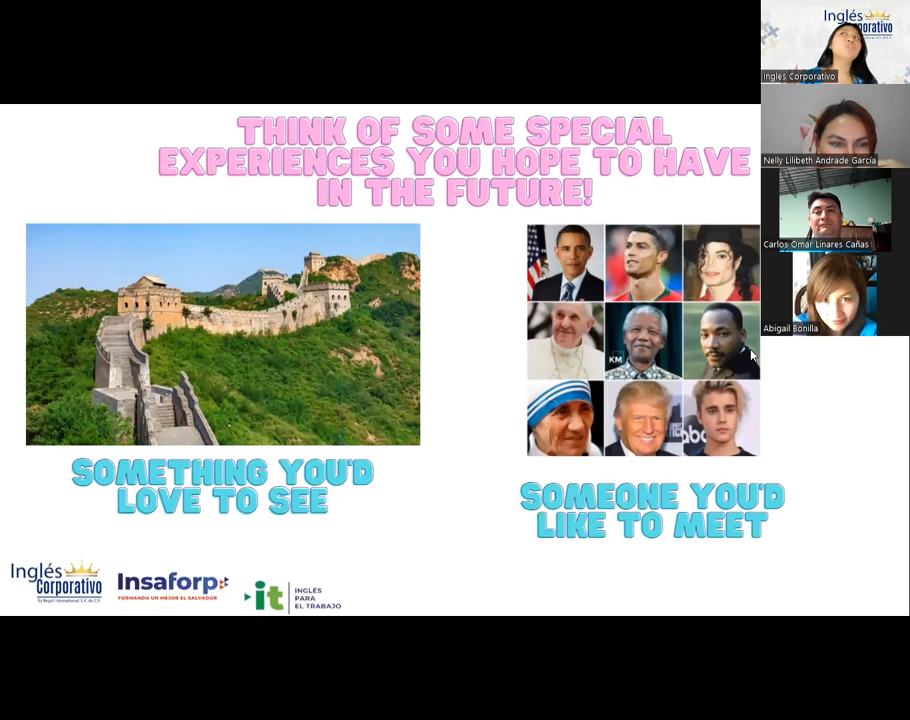 THINK OF SOME SPECIAL
EXPERIENCES YOU HOPE TO HAVE
IN THE FUTURE!
SOMETHING YOU'D
LOVE TO SEE
KM
abc
SOMEONE YOU'D
LIKE TO MEET
Inglés
Corporativo
Insaforp
FORMANDO UN MEJOR EL SALVADOR
it
INGLÉS
PARA
EL TRABAJO
Inglés
Corporativo
Ingles Corporativo
Nelly Lilibeth Andrade García
Carlos Omar Linares Cañas
Abigail Bonilla